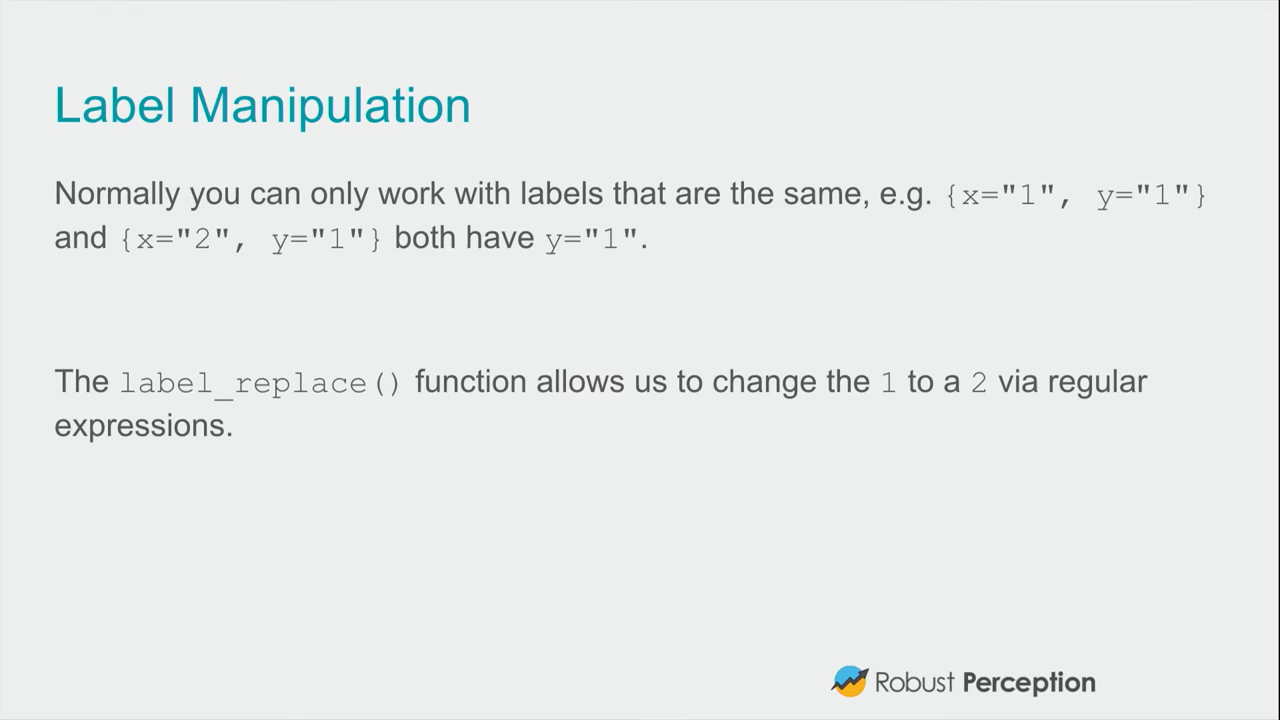 Label Manipulation
Normally you can only work with labels that are the same, e.g. {x="1", y="1"}
and {x="2", y="1"} both have y="1".
The label_replace() function allows us to change the 1 to a 2 via regular
expressions.
Robust Perception